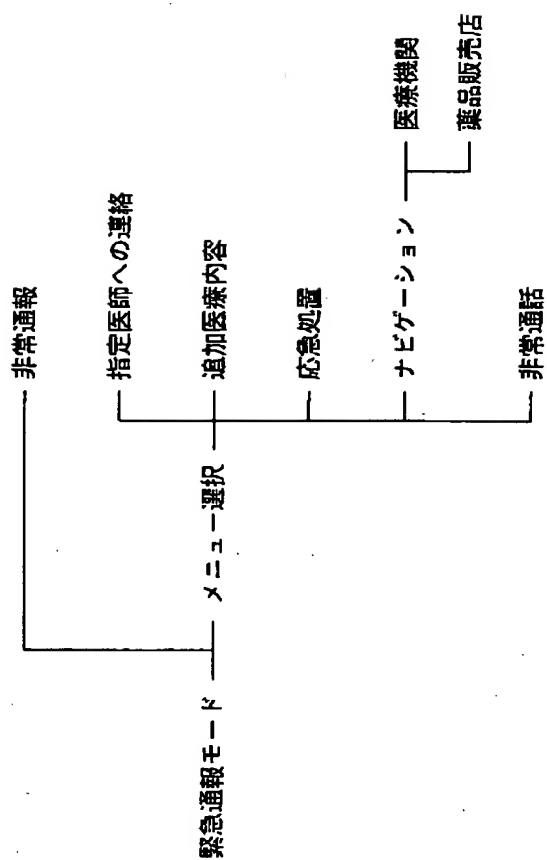 緊急通報モード
非常通報
メニュー選択
指定医師への連絡
追加医療内容
応急処置
ナビゲーション
医療機関
薬品販売店
非常通話